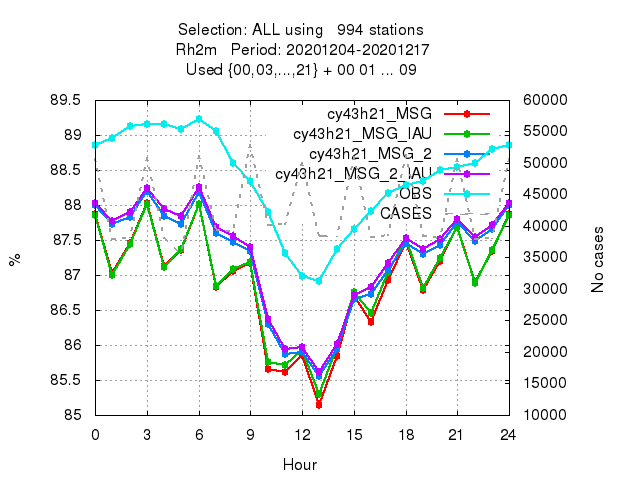 Selection: ALL using   994 stations
Rh2m   Period: 20201204-20201217
Used {00,03,...,21} + 00 01 ... 09
89.5 60000
cy43h21_MSG
89 55000
cy43h21_MSG_IAU
cy43h21_MSG_2
88.5 50000
cy43h21_MSG_2_IAU
OBS
88 45000
CASES
87.5 40000
% No cases
87 35000
30000
86.5 25000
86 20000
85.5 15000
85 10000
0 3 6 9 12 15 18 21 24
Hour